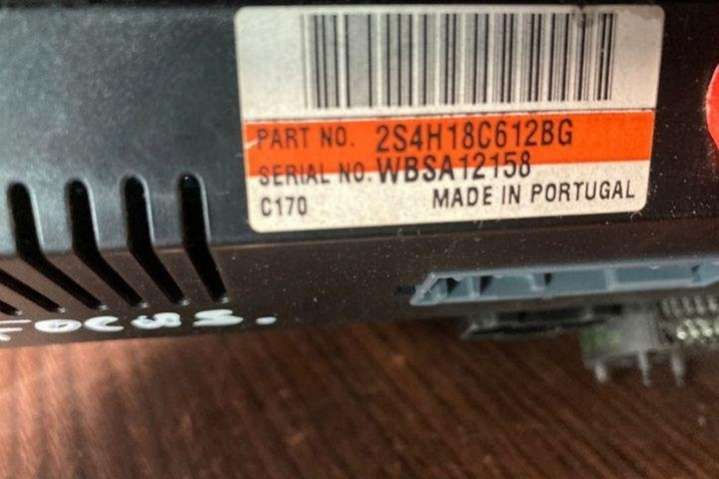 PART NO. 2S4H18C612BG
SERIAL NO. WBSA12158
C170 MADE IN PORTUGAL
FOCUS.